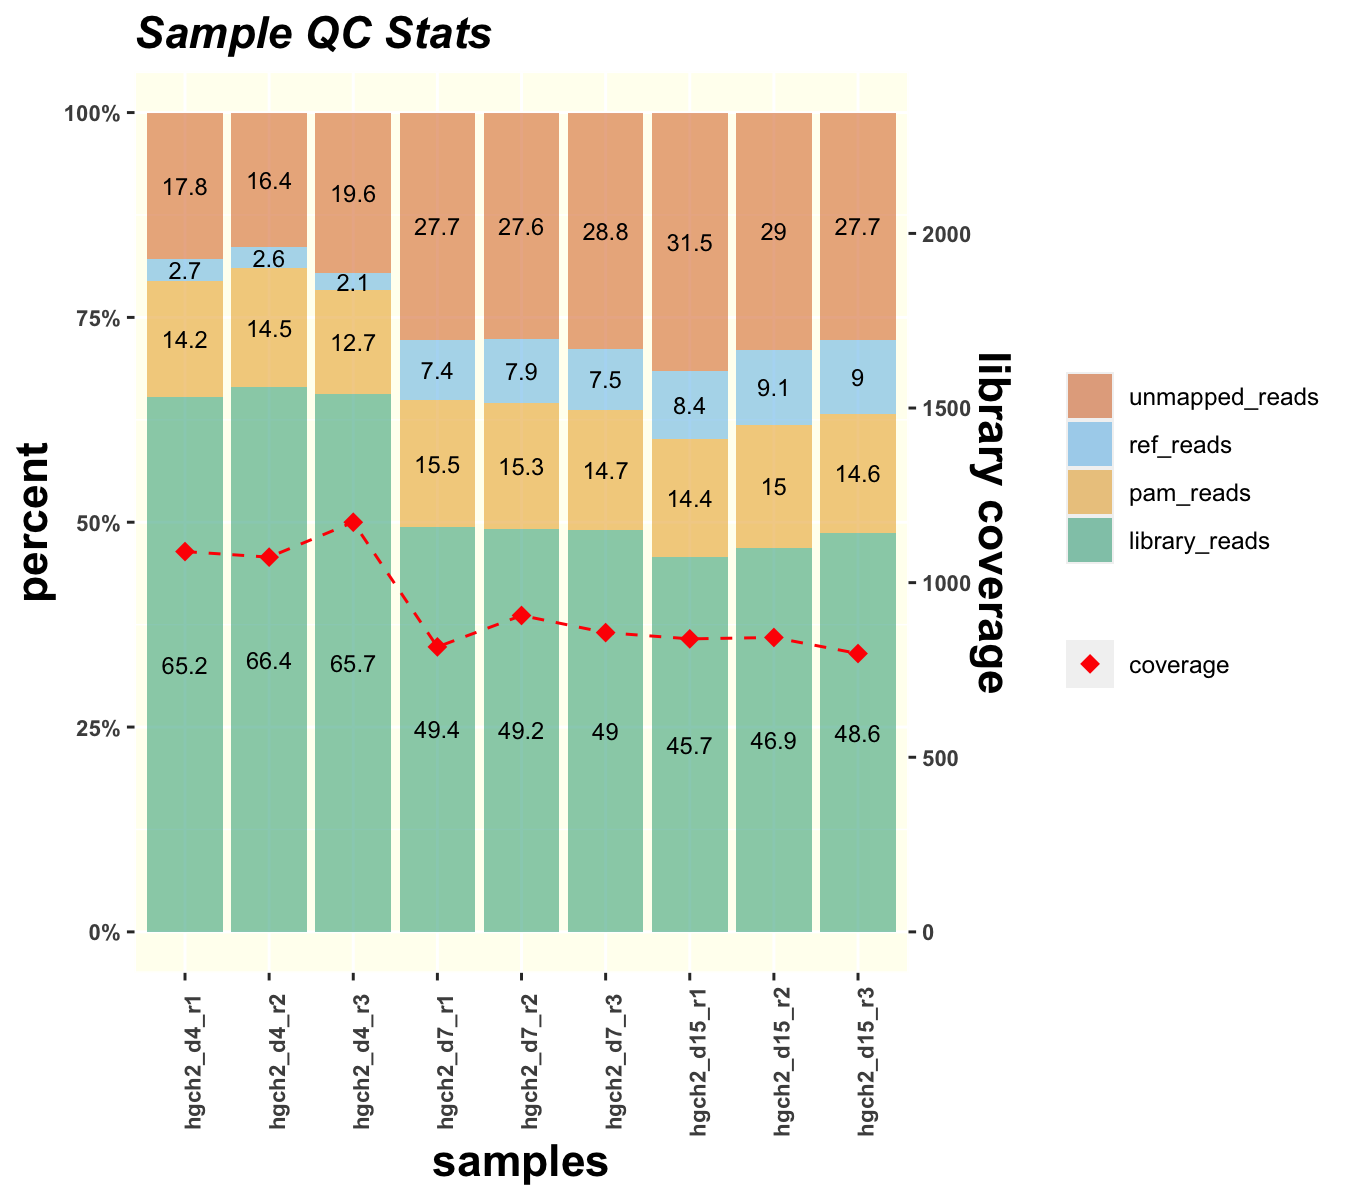 Sample QC Stats
percent
100%
75%
50%
25%
0%
17.8
16.4
19.6
27.7
27.6
28.8
31.5
29
27.7
2.7
2.6
2.1
7.4
7.9
7.5
8.4
9.1
9
14.2
14.5
12.7
15.5
15.3
14.7
14.4
15
14.6
65.2
66.4
65.7
49.4
49.2
49
45.7
46.9
48.6
2000
1500
1000
500
0
library coverage
hgch2_d4_r1
hgch2_d4_r2
hgch2_d4_r3
hgch2_d7_r1
hgch2_d7_r2
hgch2_d7_r3
hgch2_d15_r1
hgch2_d15_r2
hgch2_d15_r3
samples
unmapped_reads
ref_reads
pam_reads
library_reads
coverage